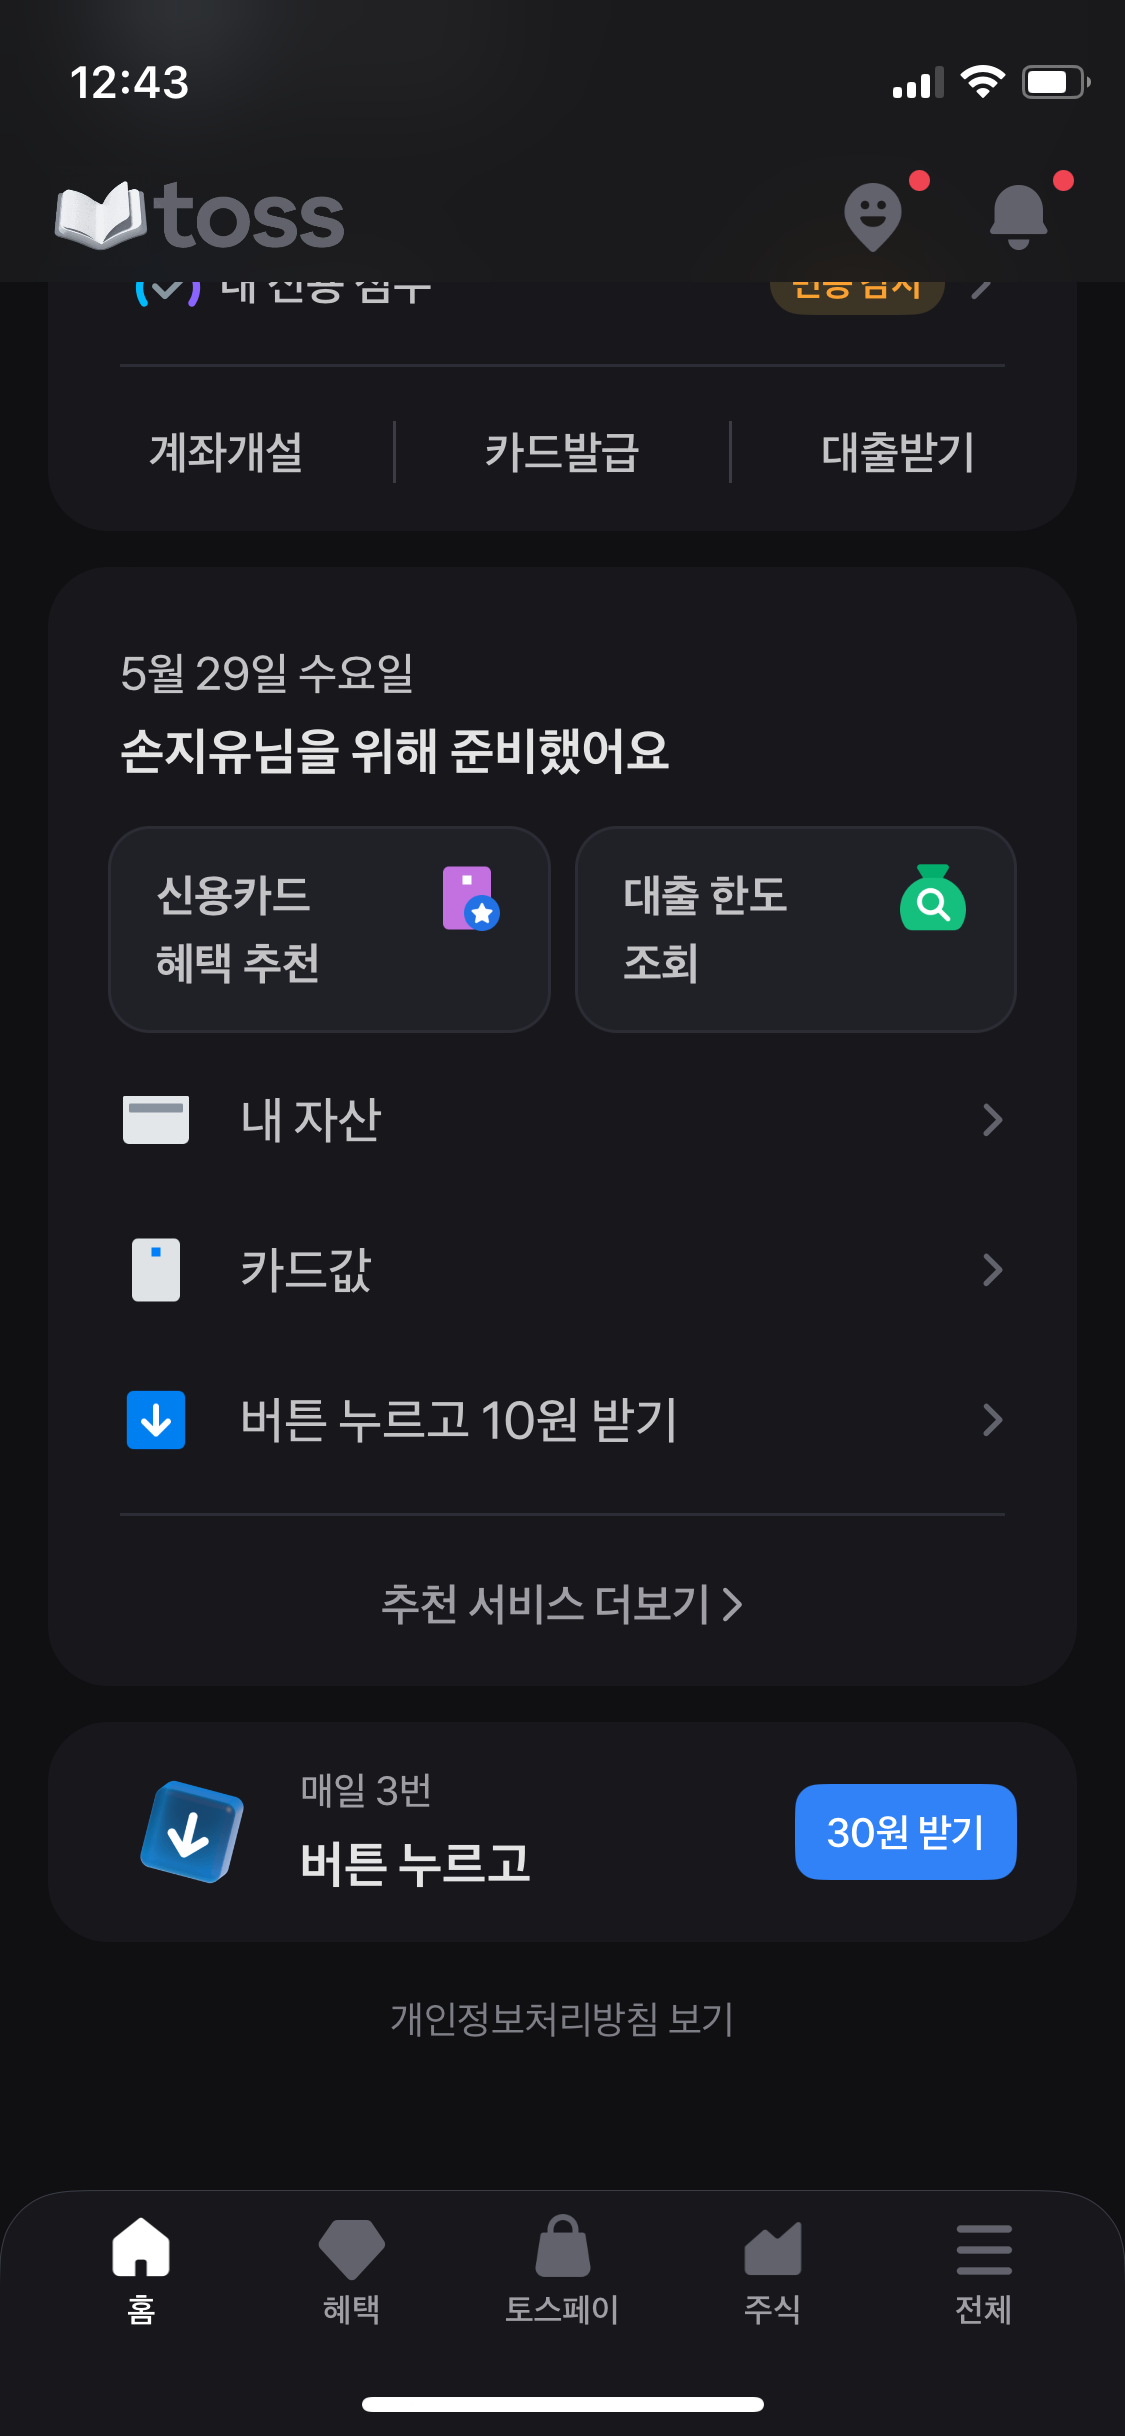 12:43
toss
내 신용 점수
계좌개설
카드발급
대출받기
5월 29일 수요일
손지유님을 위해 준비했어요
신용카드
혜택 추천
대출 한도
조회
내 자산
카드값
버튼 누르고 10원 받기
추천 서비스 더보기
매일 3번
버튼 누르고
30원 받기
개인정보처리방침 보기
홈
혜택
토스페이
주식
전체